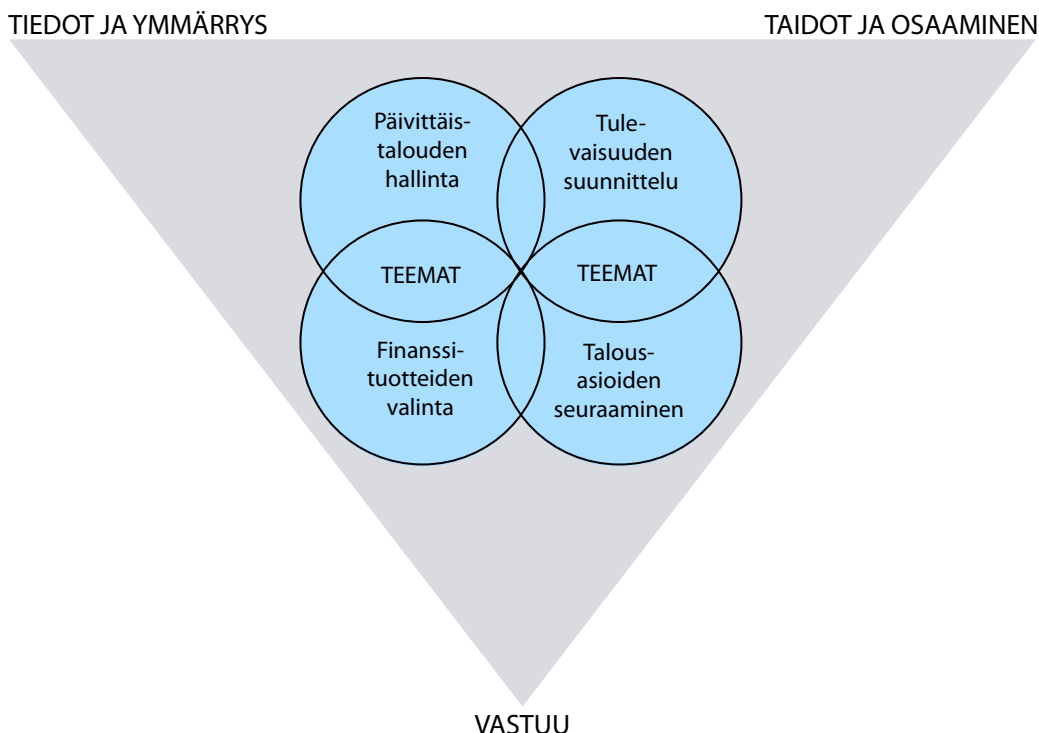 TIEDOT JA YMMÄRRYS
TAIDOT JA OSAAMINEN
Päivittäis-
talouden
hallinta
Tule-
vaisuuden
suunnittelu
TEEMAT
TEEMAT
Finanssi-
tuotteiden
valinta
Talous-
asioiden
seuraaminen
VASTUU